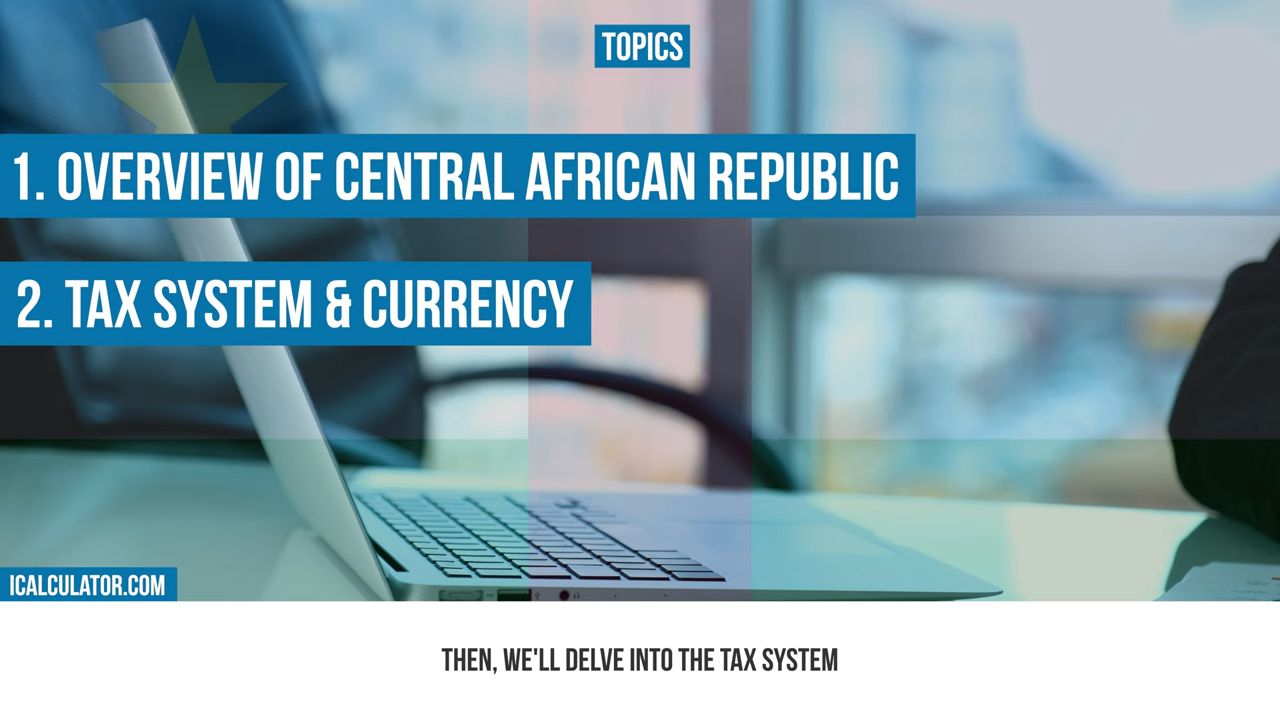 TOPICS
1. OVERVIEW OF CENTRAL AFRICAN REPUBLIC
2. TAX SYSTEM & CURRENCY
ICALCULATOR.COM
THEN, WE'LL DELVE INTO THE TAX SYSTEM